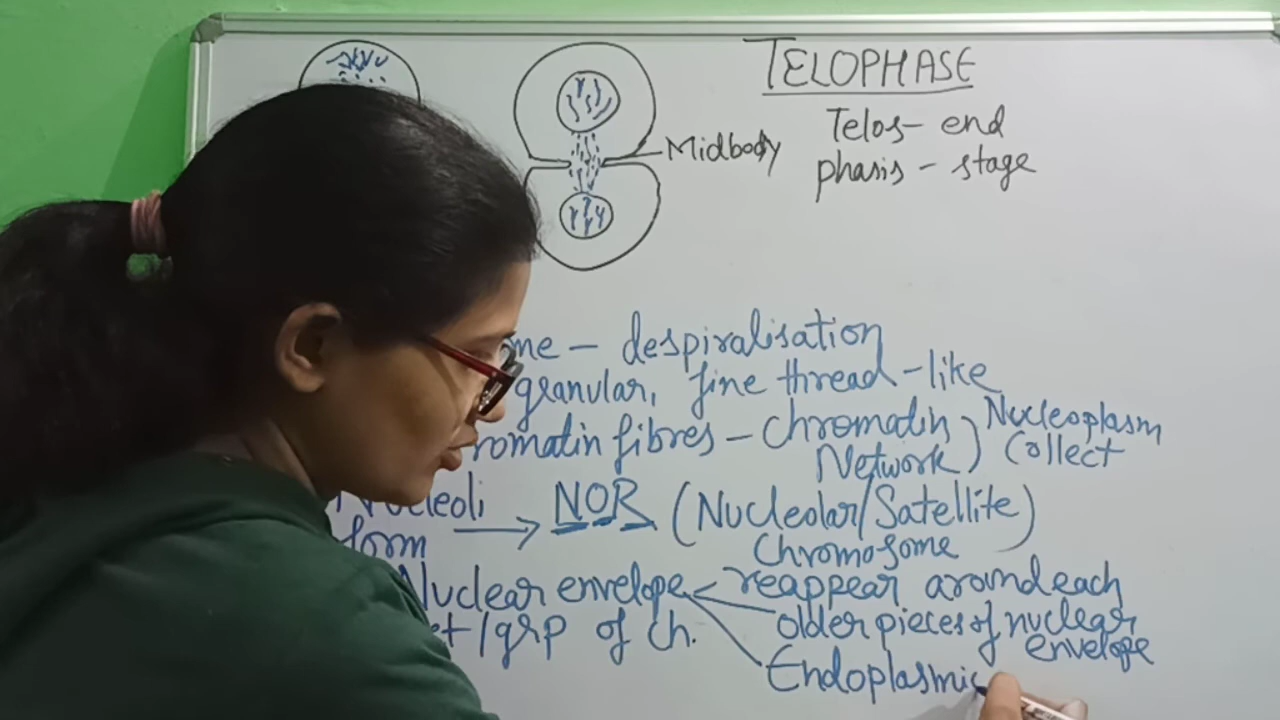 TELOPHASE
Telos- end
phasis - stage
Midbody
me - despiralisation
granular, fine thread-like
romatin fibres - Chromatin Network) Nucleoplasm Collect
Nucleoli form → NOR (Nucleolar/Satellite) Chromosome
Nuclear envelope < reappear around each
et/grp of ch. older pieces of nuclear envelope
Endoplasmic